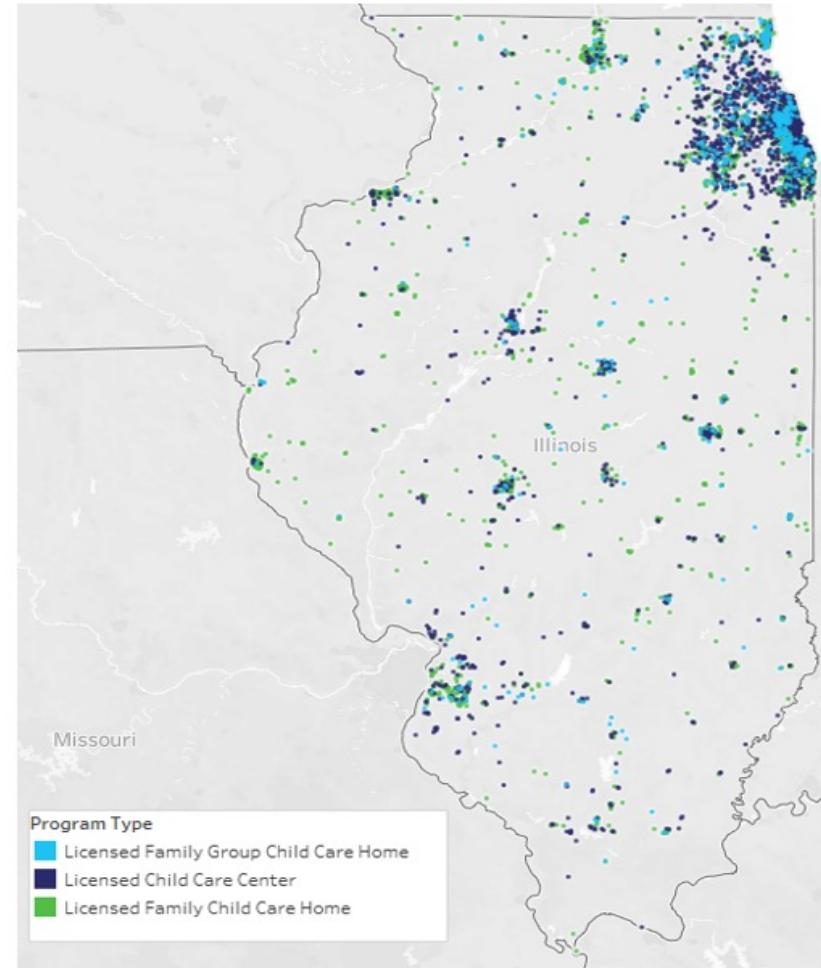 Illinois
Missouri
Program Type
Licensed Family Group Child Care Home
Licensed Child Care Center
Licensed Family Child Care Home